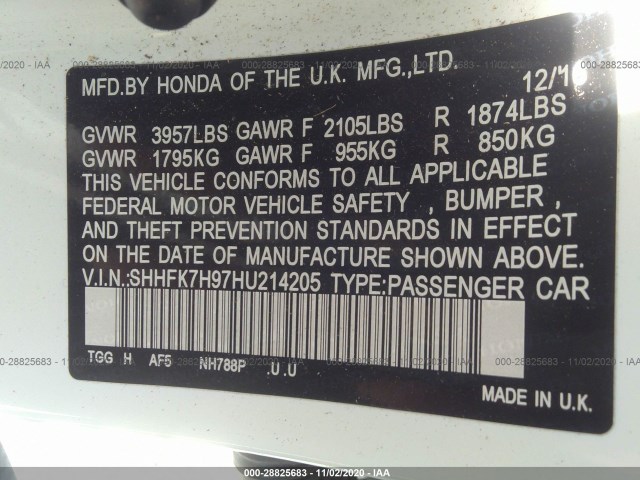 MFD.BY HONDA OF THE U.K. MFG.,LTD. 12/16
GVWR 3957LBS GAWR F 2105LBS R 1874LBS
GVWR 1795KG GAWR F 955KG R 850KG
THIS VEHICLE CONFORMS TO ALL APPLICABLE
FEDERAL MOTOR VEHICLE SAFETY , BUMPER ,
AND THEFT PREVENTION STANDARDS IN EFFECT
ON THE DATE OF MANUFACTURE SHOWN ABOVE.
V.I.N.:SHHFK7H97HU214205 TYPE:PASSENGER CAR
TGG H AF5 NH788P .U.U
MADE IN U.K.
000-28825683 - 11/02/2020 - IAA